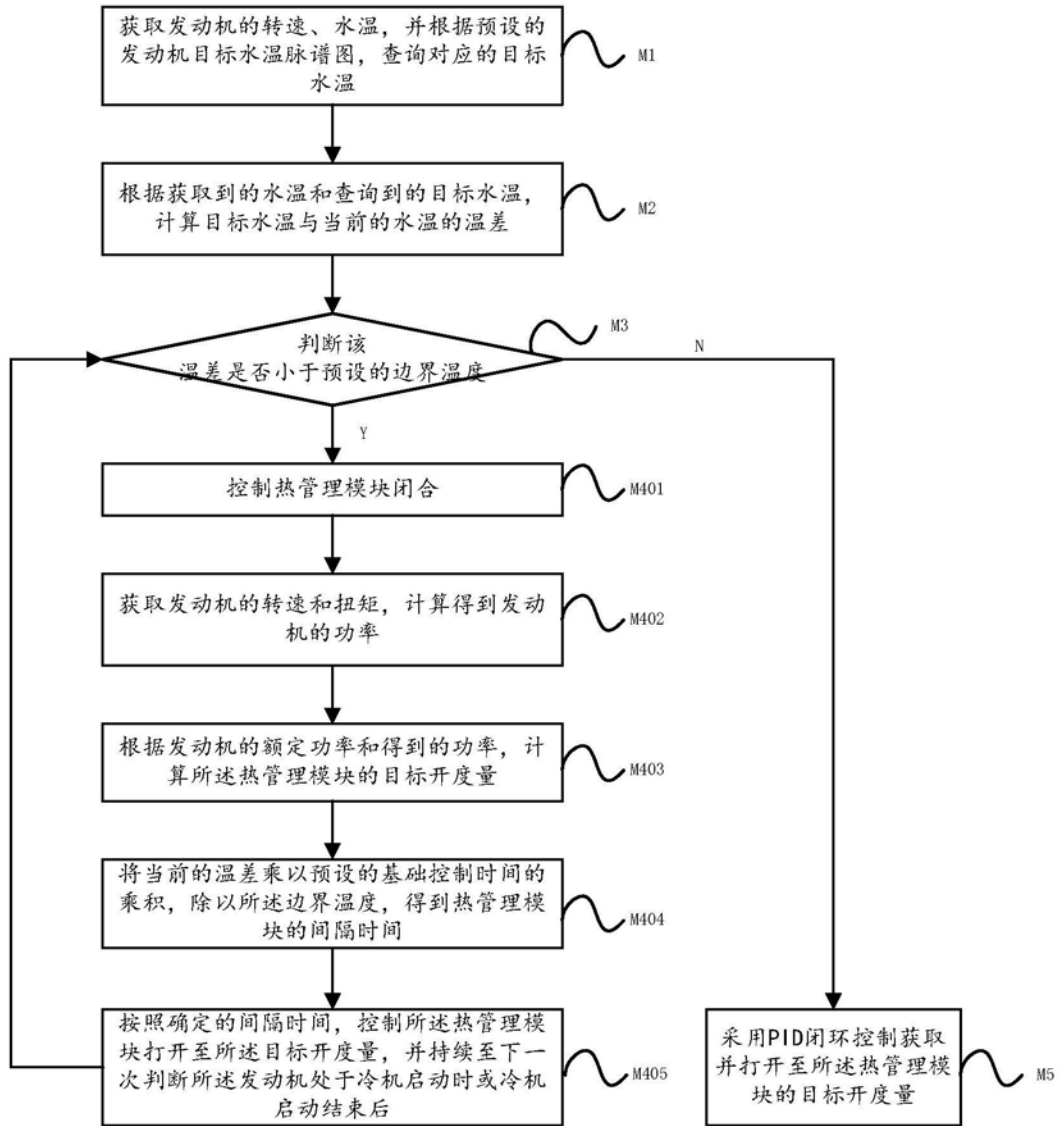 获取发动机的转速、水温，并根据预设的
发动机目标水温脉谱图，查询对应的目标
水温
M1
根据获取到的水温和查询到的目标水温，
计算目标水温与当前的水温的温差
M2
判断该
温差是否小于预设的边界温度
M3
N
Y
控制热管理模块闭合
M401
获取发动机的转速和扭矩，计算得到发动
机的功率
M402
根据发动机的额定功率和得到的功率，计
算所述热管理模块的目标开度量
M403
将当前的温差乘以预设的基础控制时间的
乘积，除以所述边界温度，得到热管理模
块的间隔时间
M404
按照确定的间隔时间，控制所述热管理模
块打开至所述目标开度量，并持续至下一
次判断所述发动机处于冷机启动时或冷机
启动结束后
M405
采用PID闭环控制获取
并打开至所述热管理模
块的目标开度量
M5